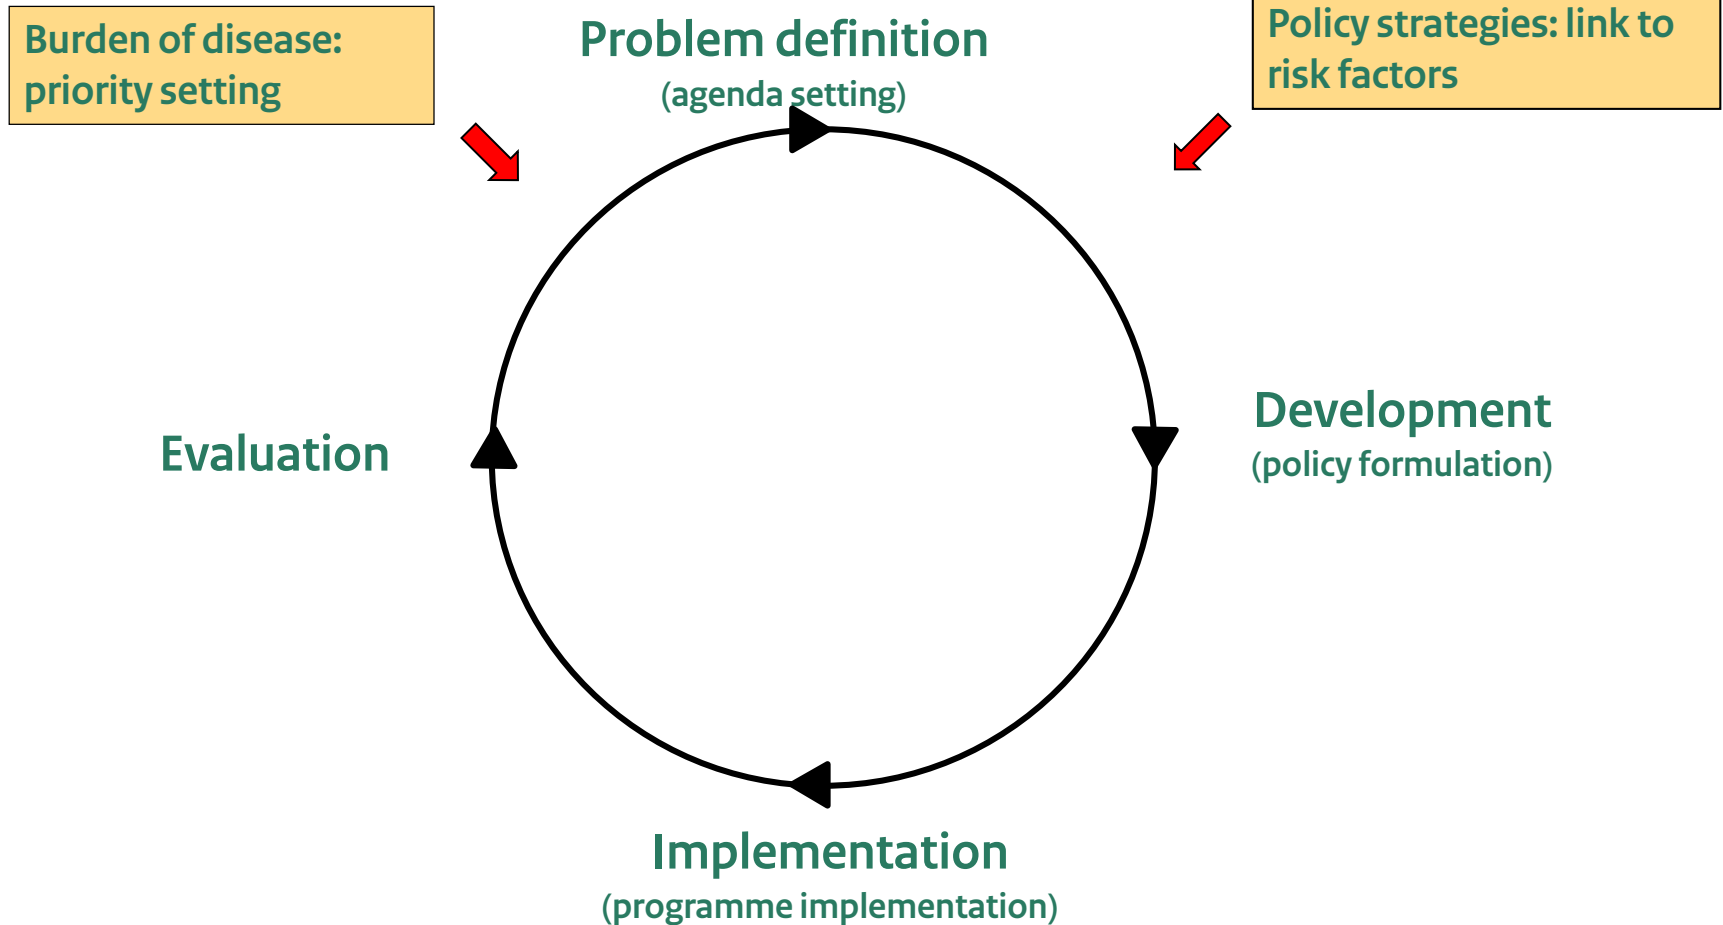 Burden of disease:
priority setting
Problem definition
(agenda setting)
Policy strategies: link to
risk factors
Evaluation
Development
(policy formulation)
Implementation
(programme implementation)